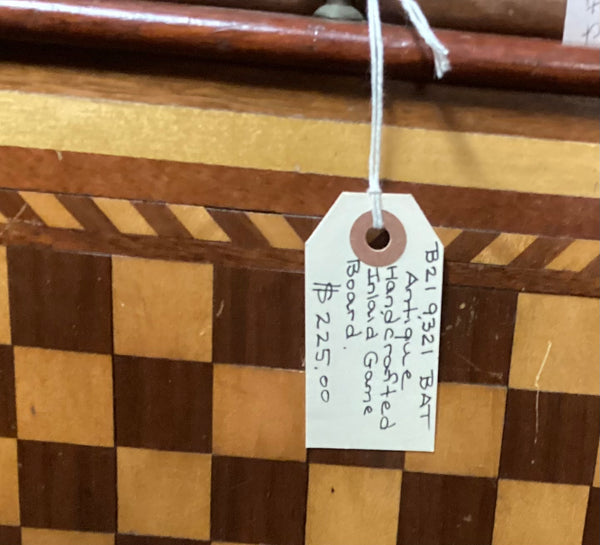 B21 9321 BAT
Antique
Handcrafted
Inlaid Game
Board.
$225.00